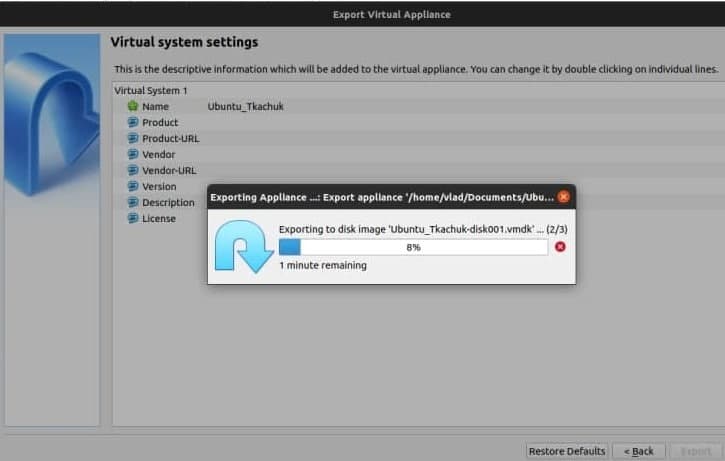 Export Virtual Appliance
Virtual system settings
This is the descriptive information which will be added to the virtual appliance. You can change it by double clicking on individual lines.
Virtual System 1
Name Ubuntu_Tkachuk
Product
Product-URL
Vendor
Vendor-URL
Version
Description
License
Exporting Appliance ...: Export appliance '/home/vlad/Documents/Ubu...
Exporting to disk image 'Ubuntu_Tkachuk-disk001.vmdk' ... (2/3)
8%
1 minute remaining
Restore Defaults < Back Export